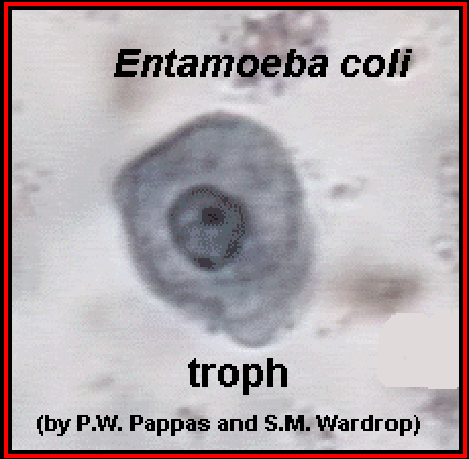 Entamoeba coli
troph
(by P.W. Pappas and S.M. Wardrop)